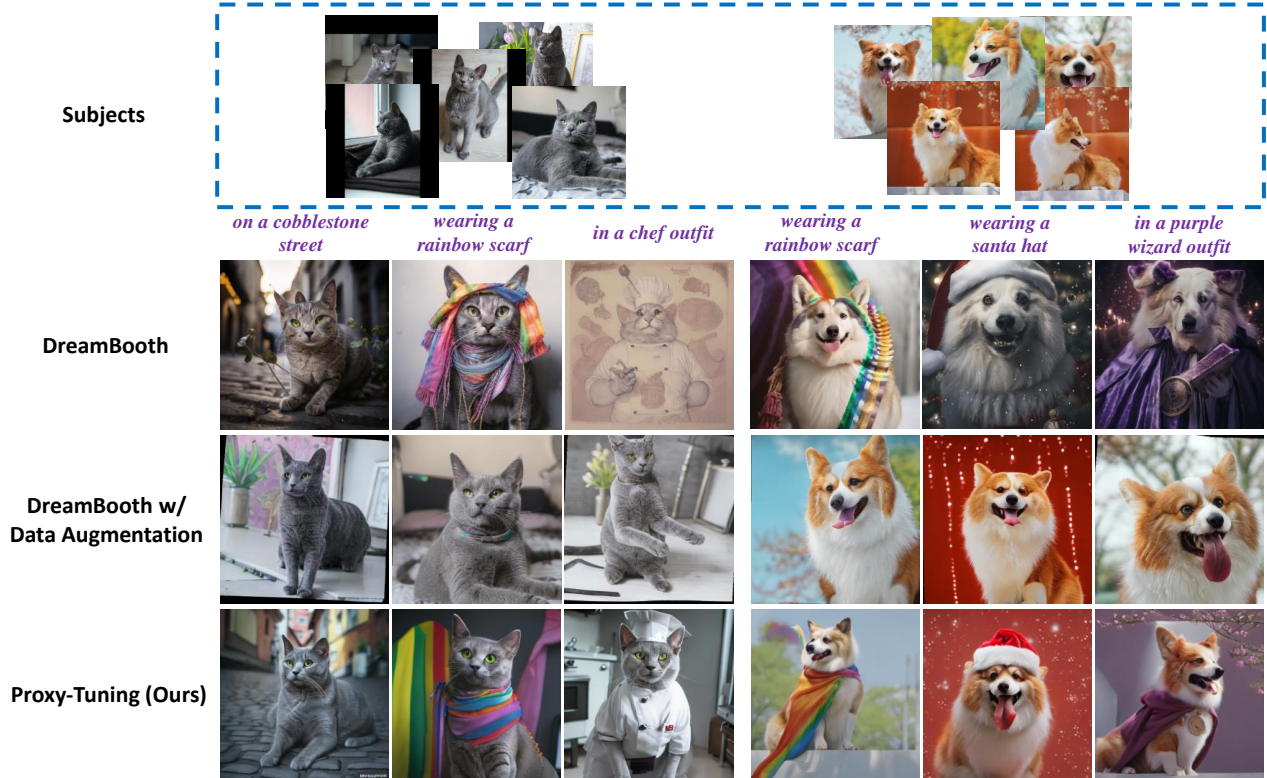 Subjects
on a cobblestone
street
wearing a
rainbow scarf
in a chef outfit
wearing a
rainbow scarf
wearing a
santa hat
in a purple
wizard outfit
DreamBooth
DreamBooth w/
Data Augmentation
Proxy-Tuning (Ours)